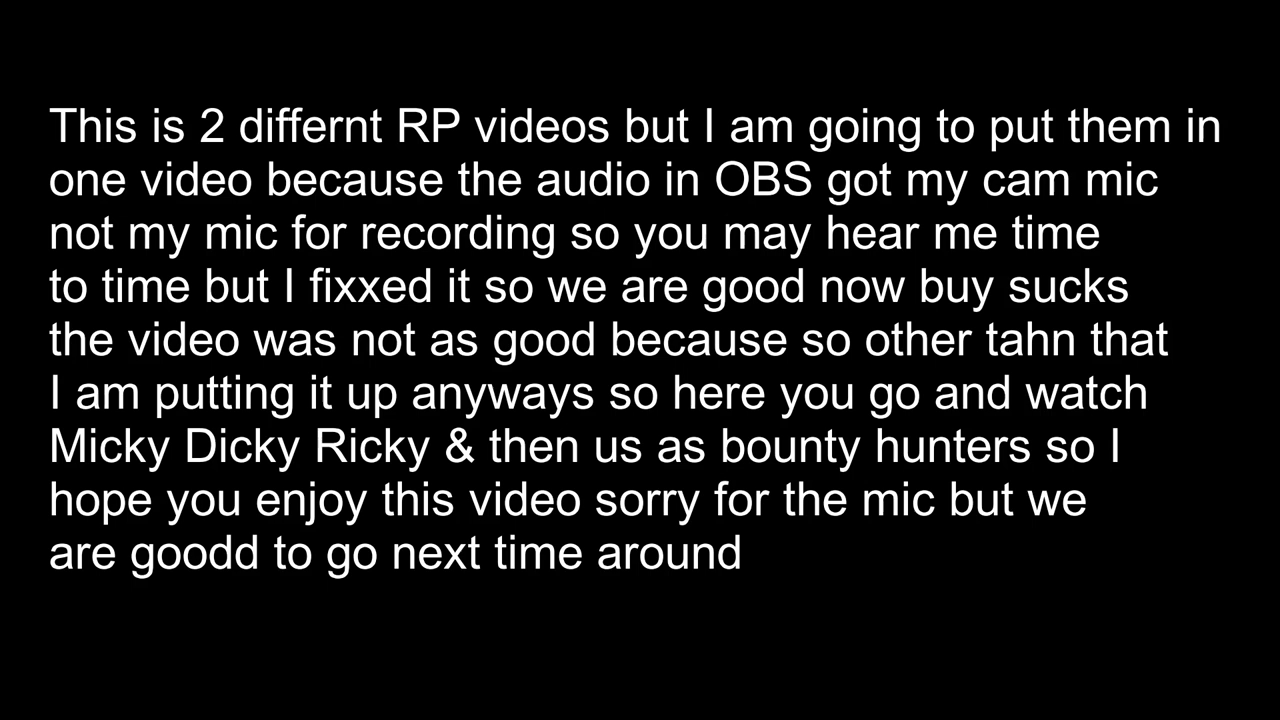 This is 2 differnt RP videos but I am going to put them in
one video because the audio in OBS got my cam mic
not my mic for recording so you may hear me time
to time but I fixxed it so we are good now buy sucks
the video was not as good because so other tahn that
I am putting it up anyways so here you go and watch
Micky Dicky Ricky & then us as bounty hunters so I
hope you enjoy this video sorry for the mic but we
are goodd to go next time around